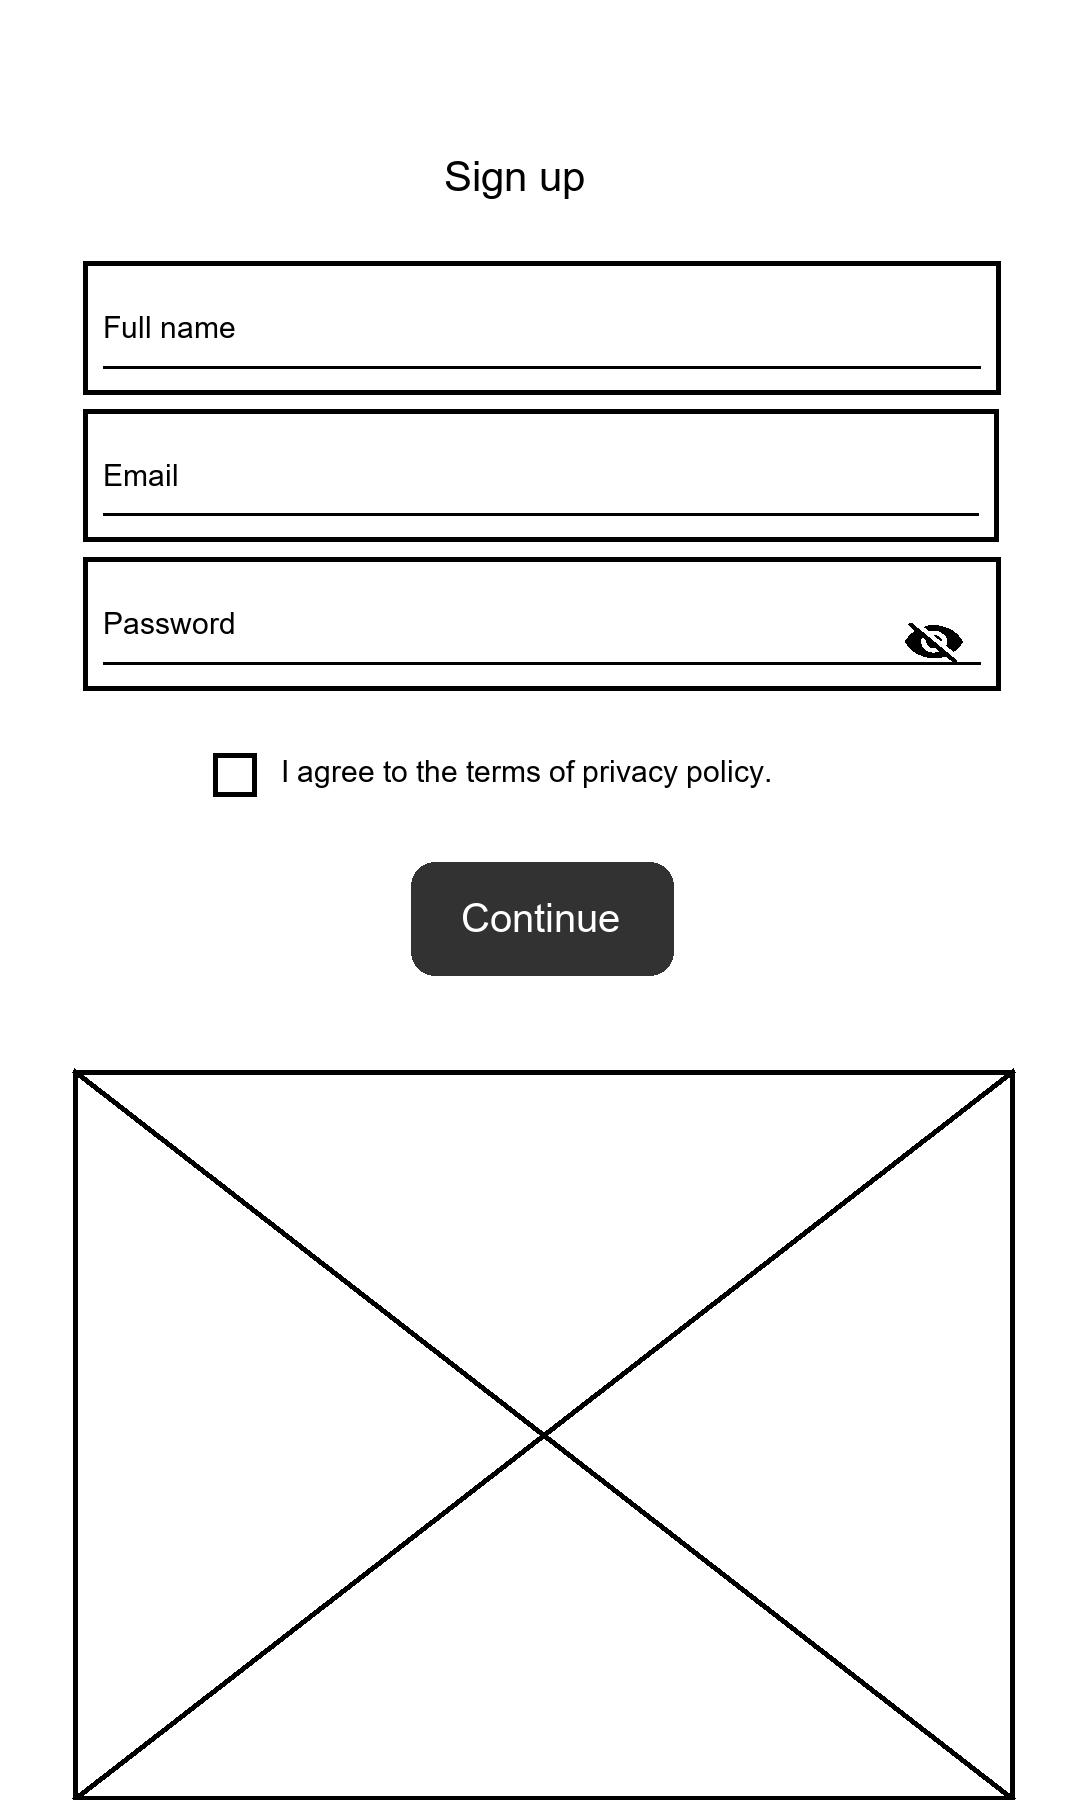 Sign up
Full name
Email
Password
I agree to the terms of privacy policy.
Continue